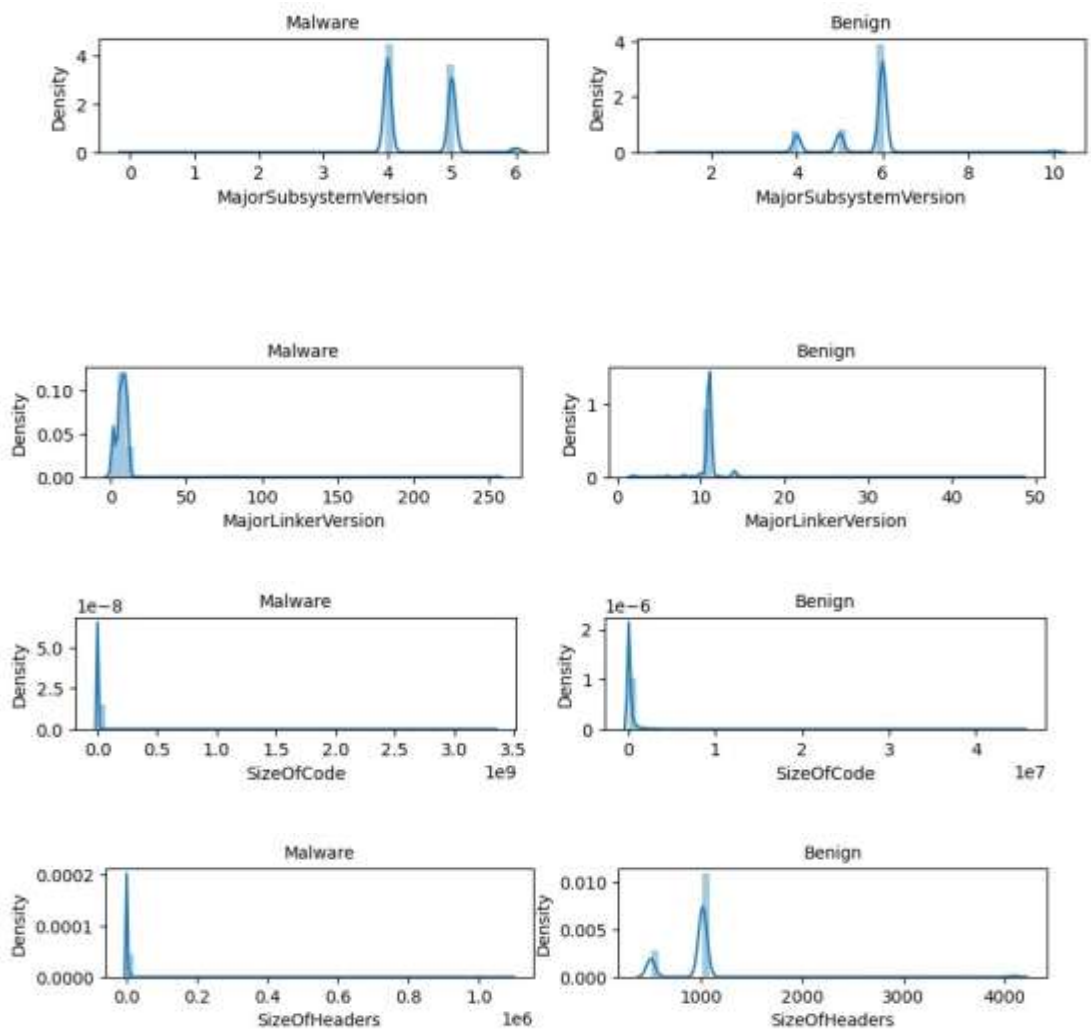 Malware
Benign
Density
4
2
0
0 1 2 3 4 5 6
MajorSubsystemVersion
Density
4
2
0
2 4 6 8 10
MajorSubsystemVersion
Malware
Benign
Density
0.10
0.05
0.00
0 50 100 150 200 250
MajorLinkerVersion
Density
1
0
0 10 20 30 40 50
MajorLinkerVersion
Malware
Benign
1e−8
Density
5.0
2.5
0.0
0.0 0.5 1.0 1.5 2.0 2.5 3.0 3.5
SizeOfCode
1e9
1e−6
Density
2
1
0
0 1 2 3 4
SizeOfCode
1e7
Malware
Benign
Density
0.0002
0.0001
0.0000
0.0 0.2 0.4 0.6 0.8 1.0
SizeOfHeaders
1e6
Density
0.010
0.005
0.000
1000 2000 3000 4000
SizeOfHeaders